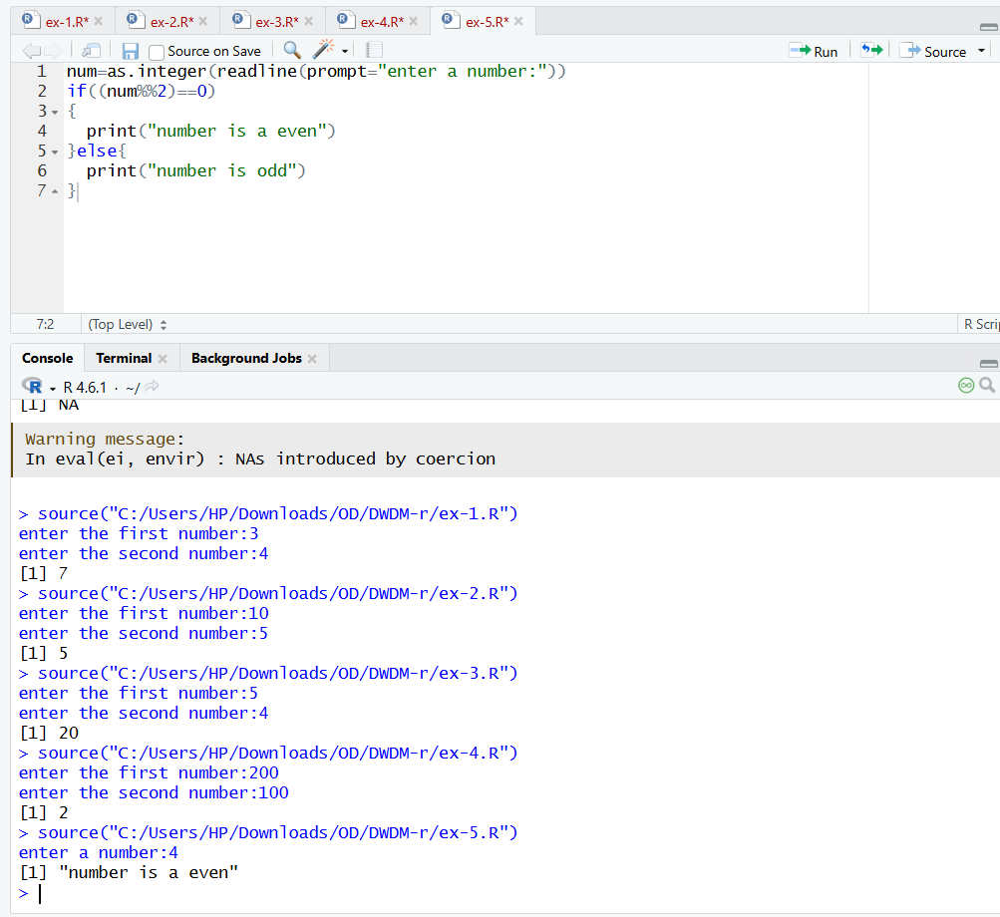 ex-1.R* ex-2.R* ex-3.R* ex-4.R* ex-5.R*
Source on Save Run Source
1 num=as.integer(readline(prompt="enter a number:"))
2 if((num%%2)==0)
3 {
4   print("number is a even")
5 }else{
6   print("number is odd")
7 }
7:2 (Top Level) R Scri
Console Terminal Background Jobs
R 4.6.1 · ~/
[1] NA
Warning message:
In eval(ei, envir) : NAs introduced by coercion
> source("C:/Users/HP/Downloads/OD/DWDM-r/ex-1.R")
enter the first number:3
enter the second number:4
[1] 7
> source("C:/Users/HP/Downloads/OD/DWDM-r/ex-2.R")
enter the first number:10
enter the second number:5
[1] 5
> source("C:/Users/HP/Downloads/OD/DWDM-r/ex-3.R")
enter the first number:5
enter the second number:4
[1] 20
> source("C:/Users/HP/Downloads/OD/DWDM-r/ex-4.R")
enter the first number:200
enter the second number:100
[1] 2
> source("C:/Users/HP/Downloads/OD/DWDM-r/ex-5.R")
enter a number:4
[1] "number is a even"
>